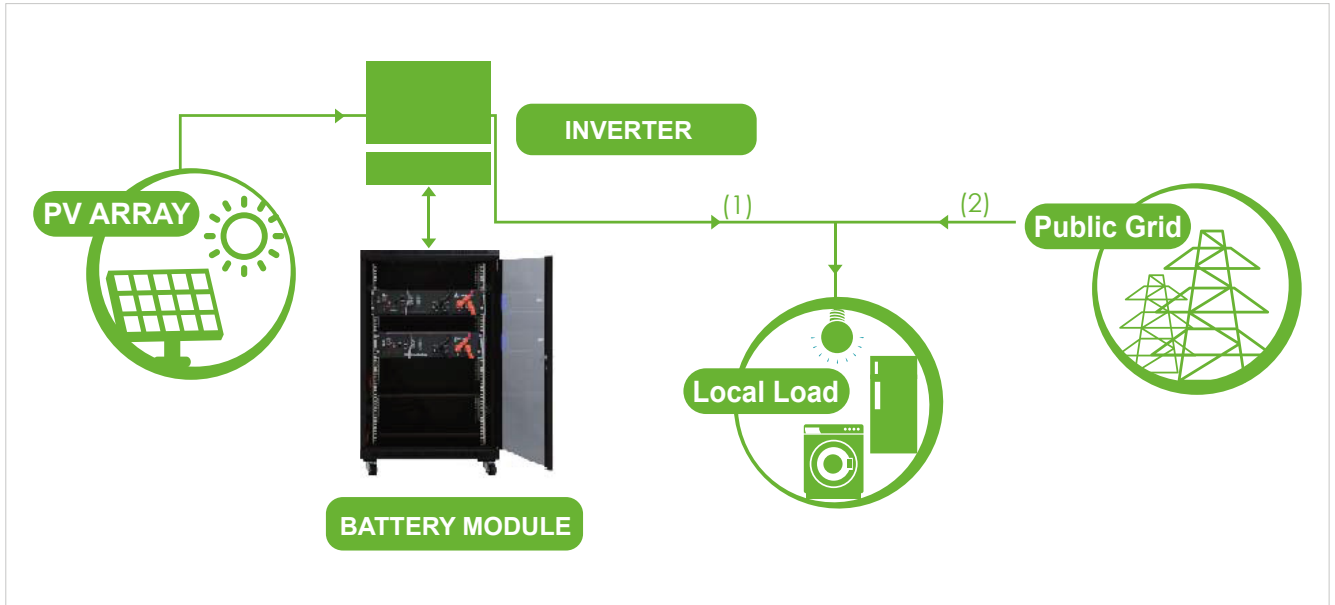 INVERTER
PV ARRAY
(1)
(2)
Public Grid
Local Load
BATTERY MODULE